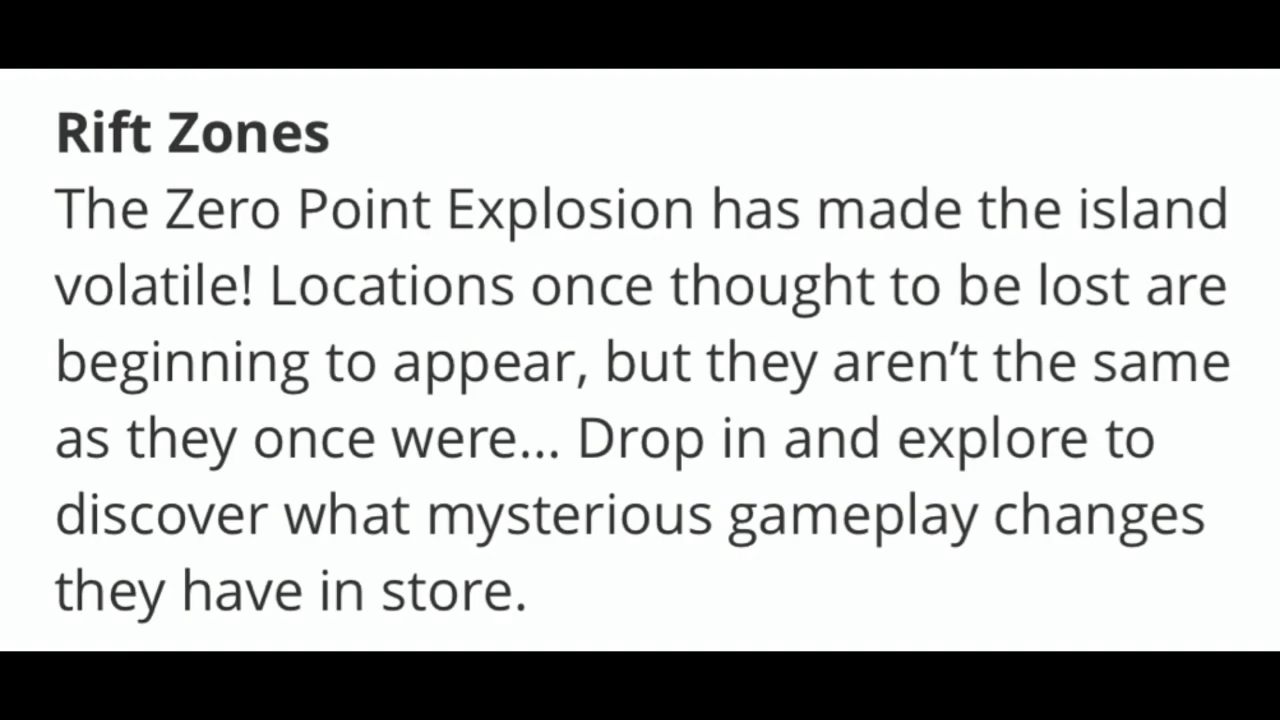 Rift Zones
The Zero Point Explosion has made the island
volatile! Locations once thought to be lost are
beginning to appear, but they aren’t the same
as they once were... Drop in and explore to
discover what mysterious gameplay changes
they have in store.